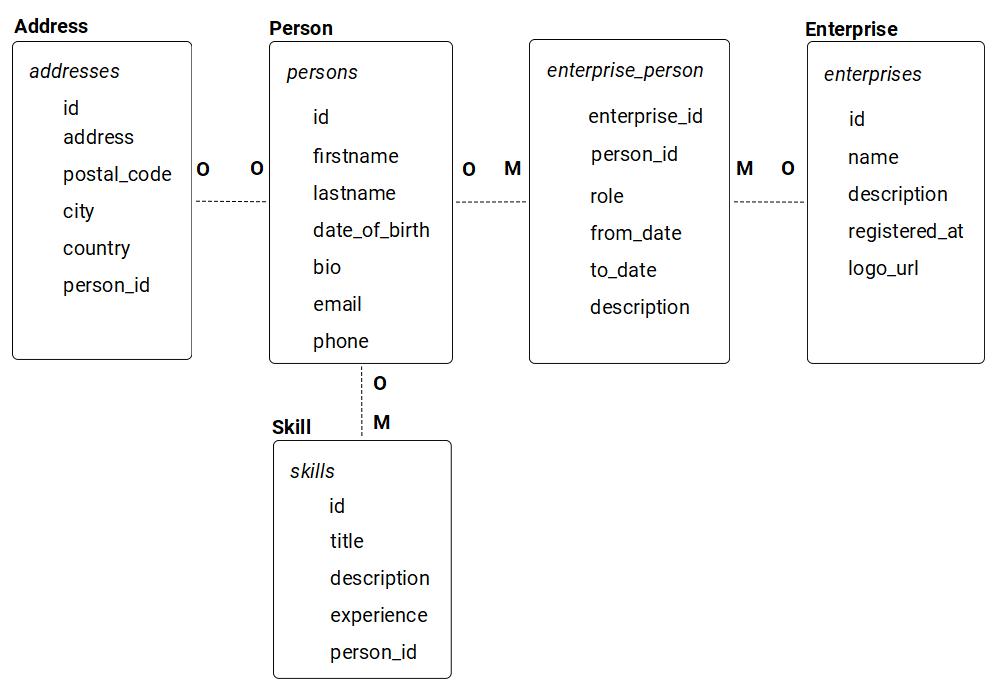 Address
addresses
id
address
postal_code
city
country
person_id
O O
Person
persons
id
firstname
lastname
date_of_birth
bio
email
phone
O M
enterprise_person
enterprise_id
person_id
role
from_date
to_date
description
M O
Enterprise
enterprises
id
name
description
registered_at
logo_url
O
M
Skill
skills
id
title
description
experience
person_id